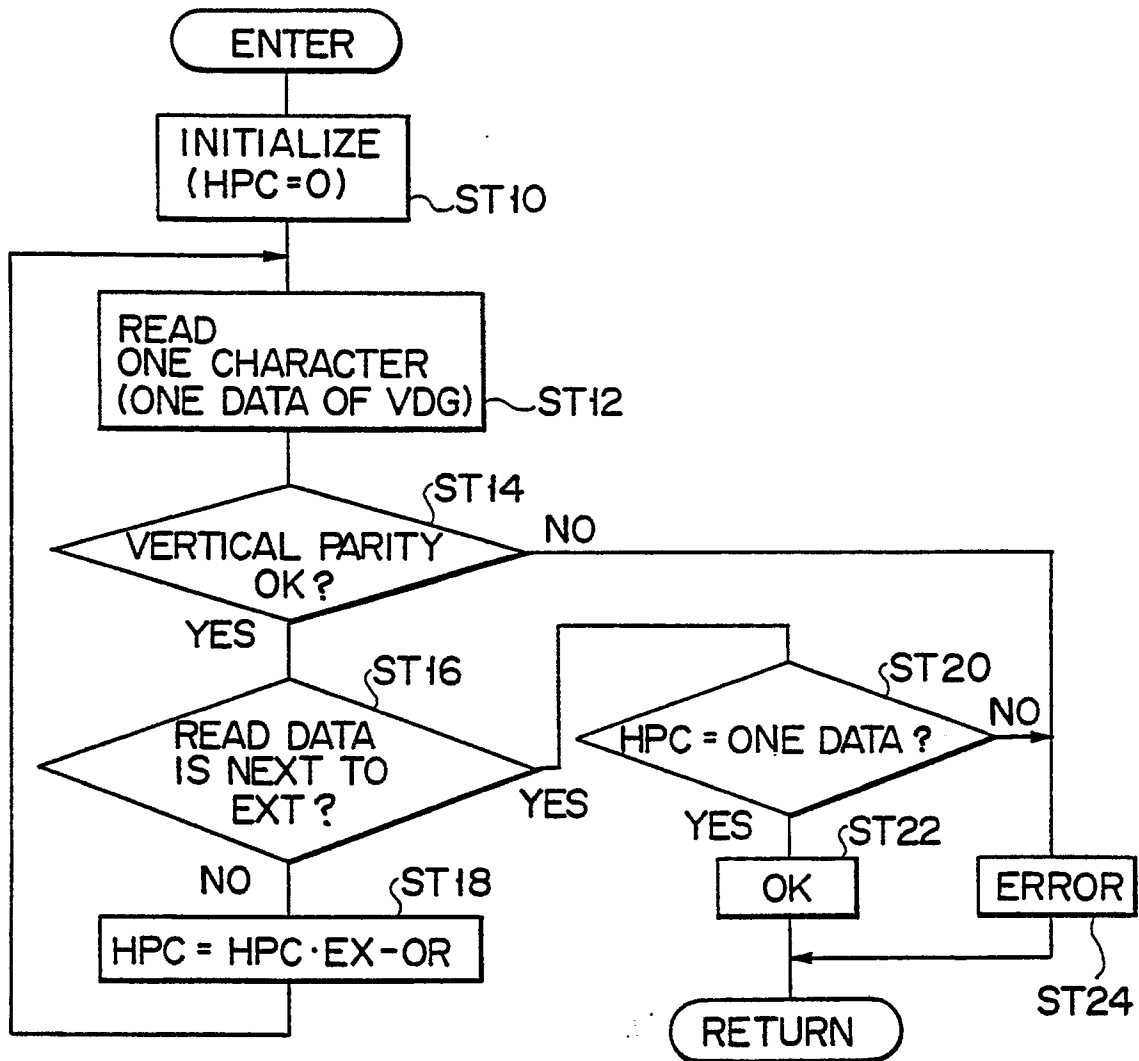 ENTER
INITIALIZE
(HPC=0)
ST10
READ
ONE CHARACTER
(ONE DATA OF VDG)
ST12
ST14
VERTICAL PARITY
OK?
NO
YES
ST16
READ DATA
IS NEXT TO
EXT?
YES
NO
ST18
HPC = HPC·EX-OR
ST20
HPC = ONE DATA?
NO
YES
ST22
OK
ERROR
ST24
RETURN